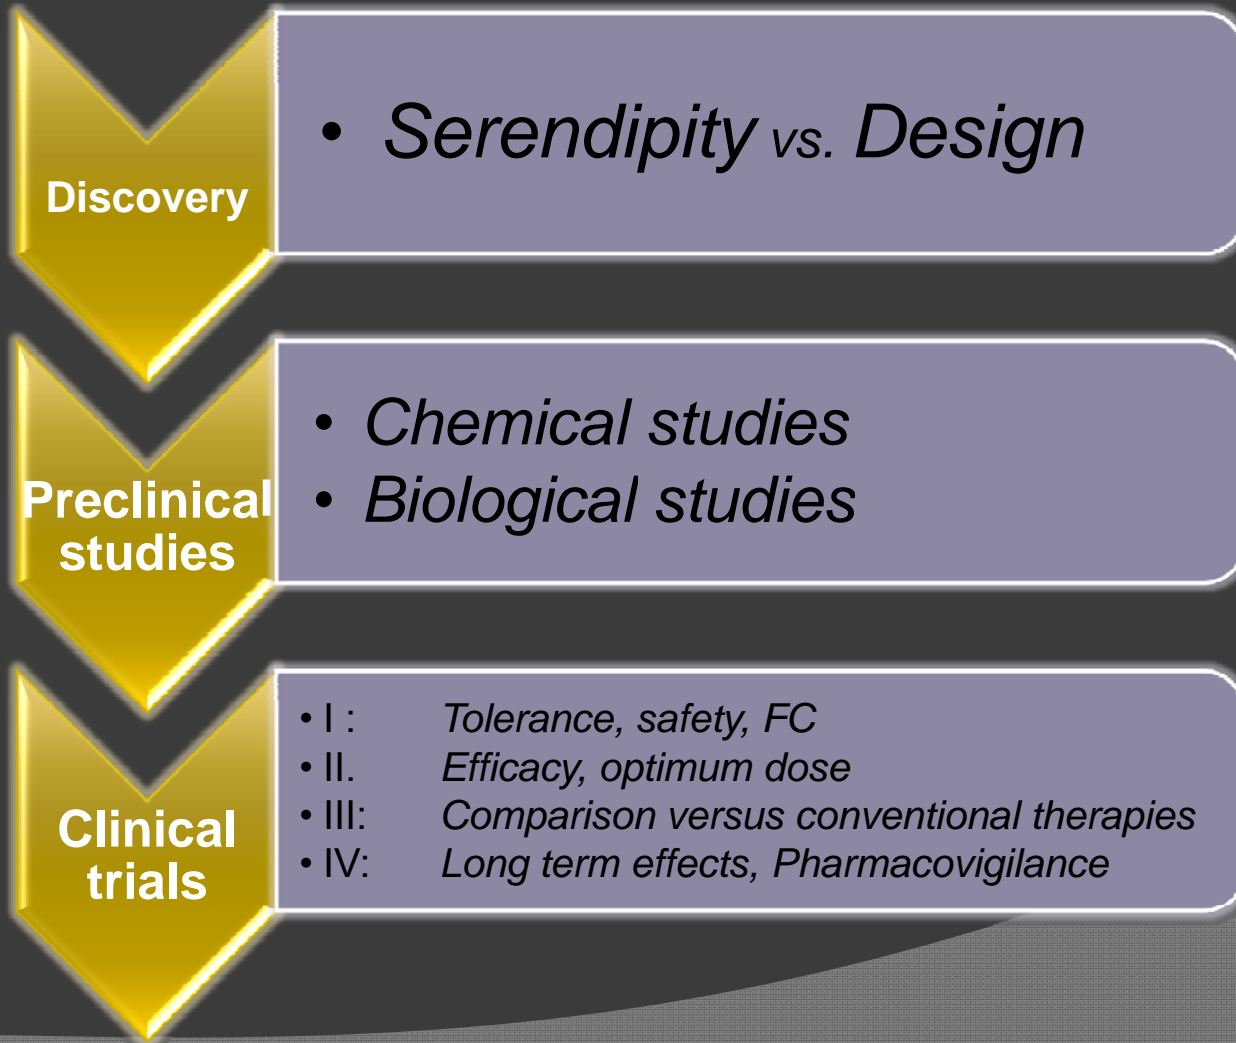 Discovery
• Serendipity vs. Design
Preclinical
studies
• Chemical studies
• Biological studies
Clinical
trials
• I : Tolerance, safety, FC
• II. Efficacy, optimum dose
• III: Comparison versus conventional therapies
• IV: Long term effects, Pharmacovigilance